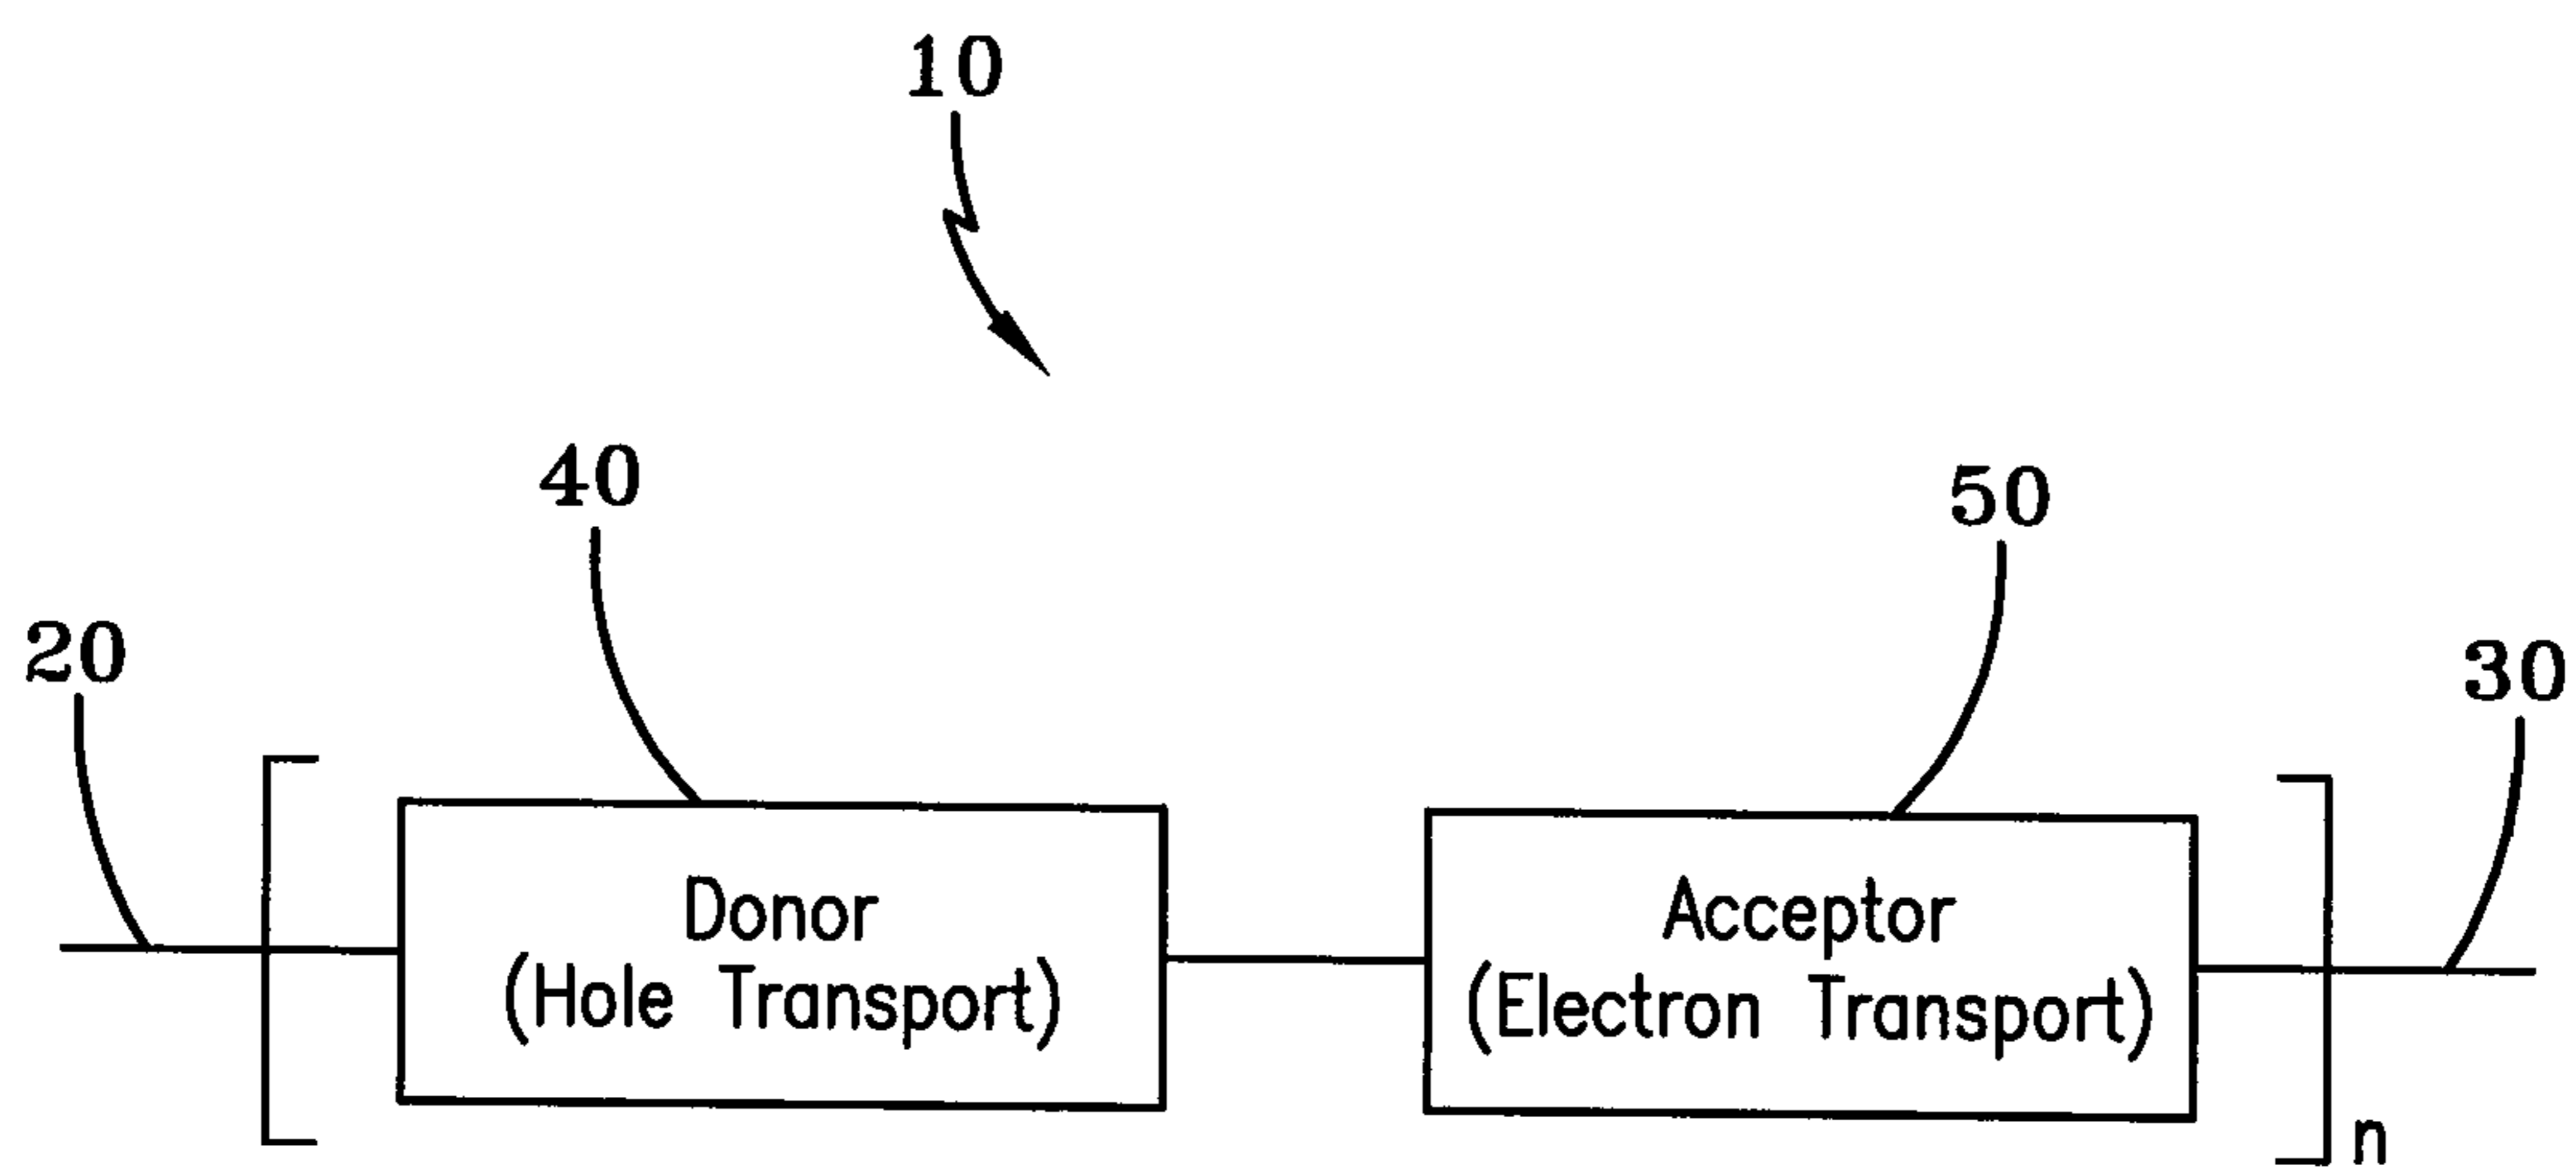 10
40
50
20
30
Donor
(Hole Transport)
Acceptor
(Electron Transport)
n